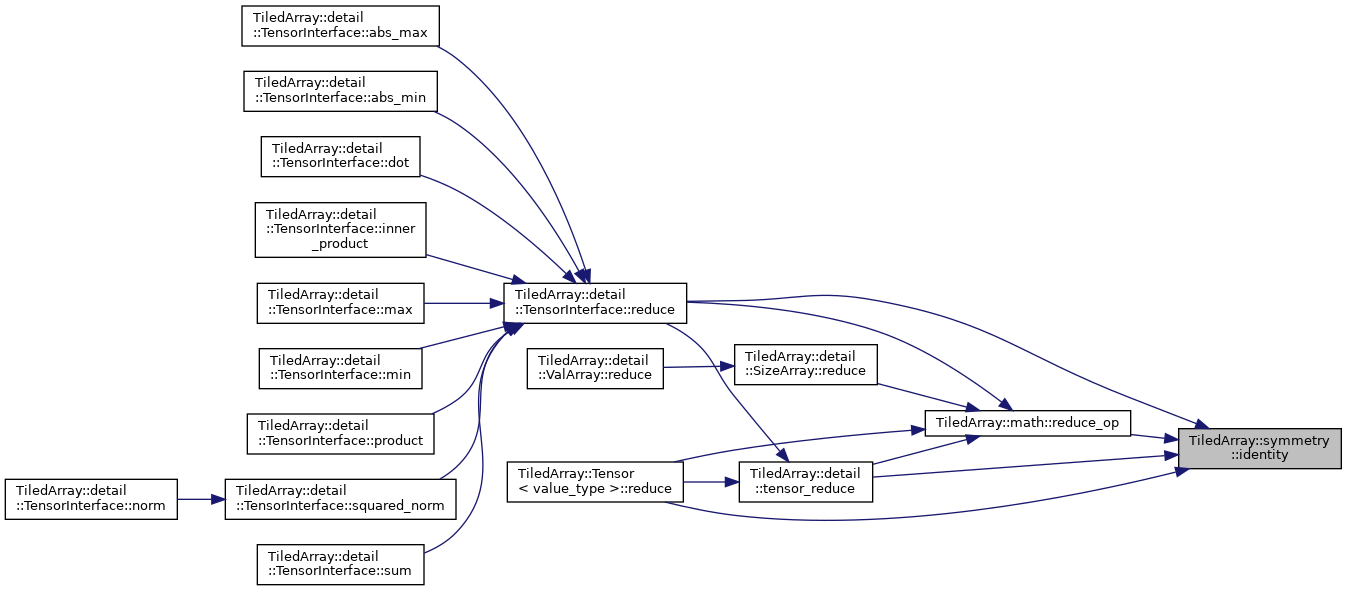 TiledArray::detail
::TensorInterface::abs_max
TiledArray::detail
::TensorInterface::abs_min
TiledArray::detail
::TensorInterface::dot
TiledArray::detail
::TensorInterface::inner
_product
TiledArray::detail
::TensorInterface::max
TiledArray::detail
::TensorInterface::min
TiledArray::detail
::TensorInterface::product
TiledArray::detail
::TensorInterface::norm
TiledArray::detail
::TensorInterface::squared_norm
TiledArray::detail
::TensorInterface::sum
TiledArray::detail
::TensorInterface::reduce
TiledArray::detail
::ValArray::reduce
TiledArray::Tensor
< value_type >::reduce
TiledArray::detail
::SizeArray::reduce
TiledArray::detail
::tensor_reduce
TiledArray::math::reduce_op
TiledArray::symmetry
::identity